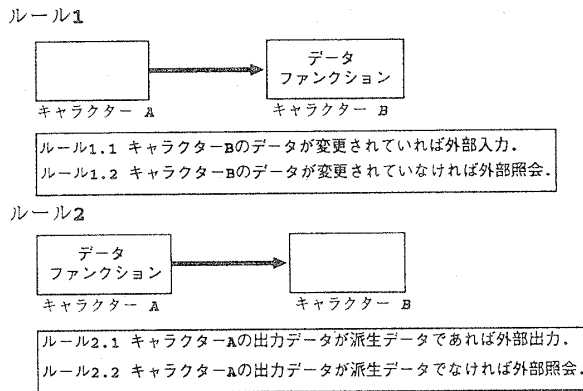 ルール1
データ
ファンクション
キャラクター A
キャラクター B
ルール1.1 キャラクターBのデータが変更されていれば外部入力.
ルール1.2 キャラクターBのデータが変更されていなければ外部照会.
ルール2
データ
ファンクション
キャラクター A
キャラクター B
ルール2.1 キャラクターAの出力データが派生データであれば外部出力.
ルール2.2 キャラクターAの出力データが派生データでなければ外部照会.